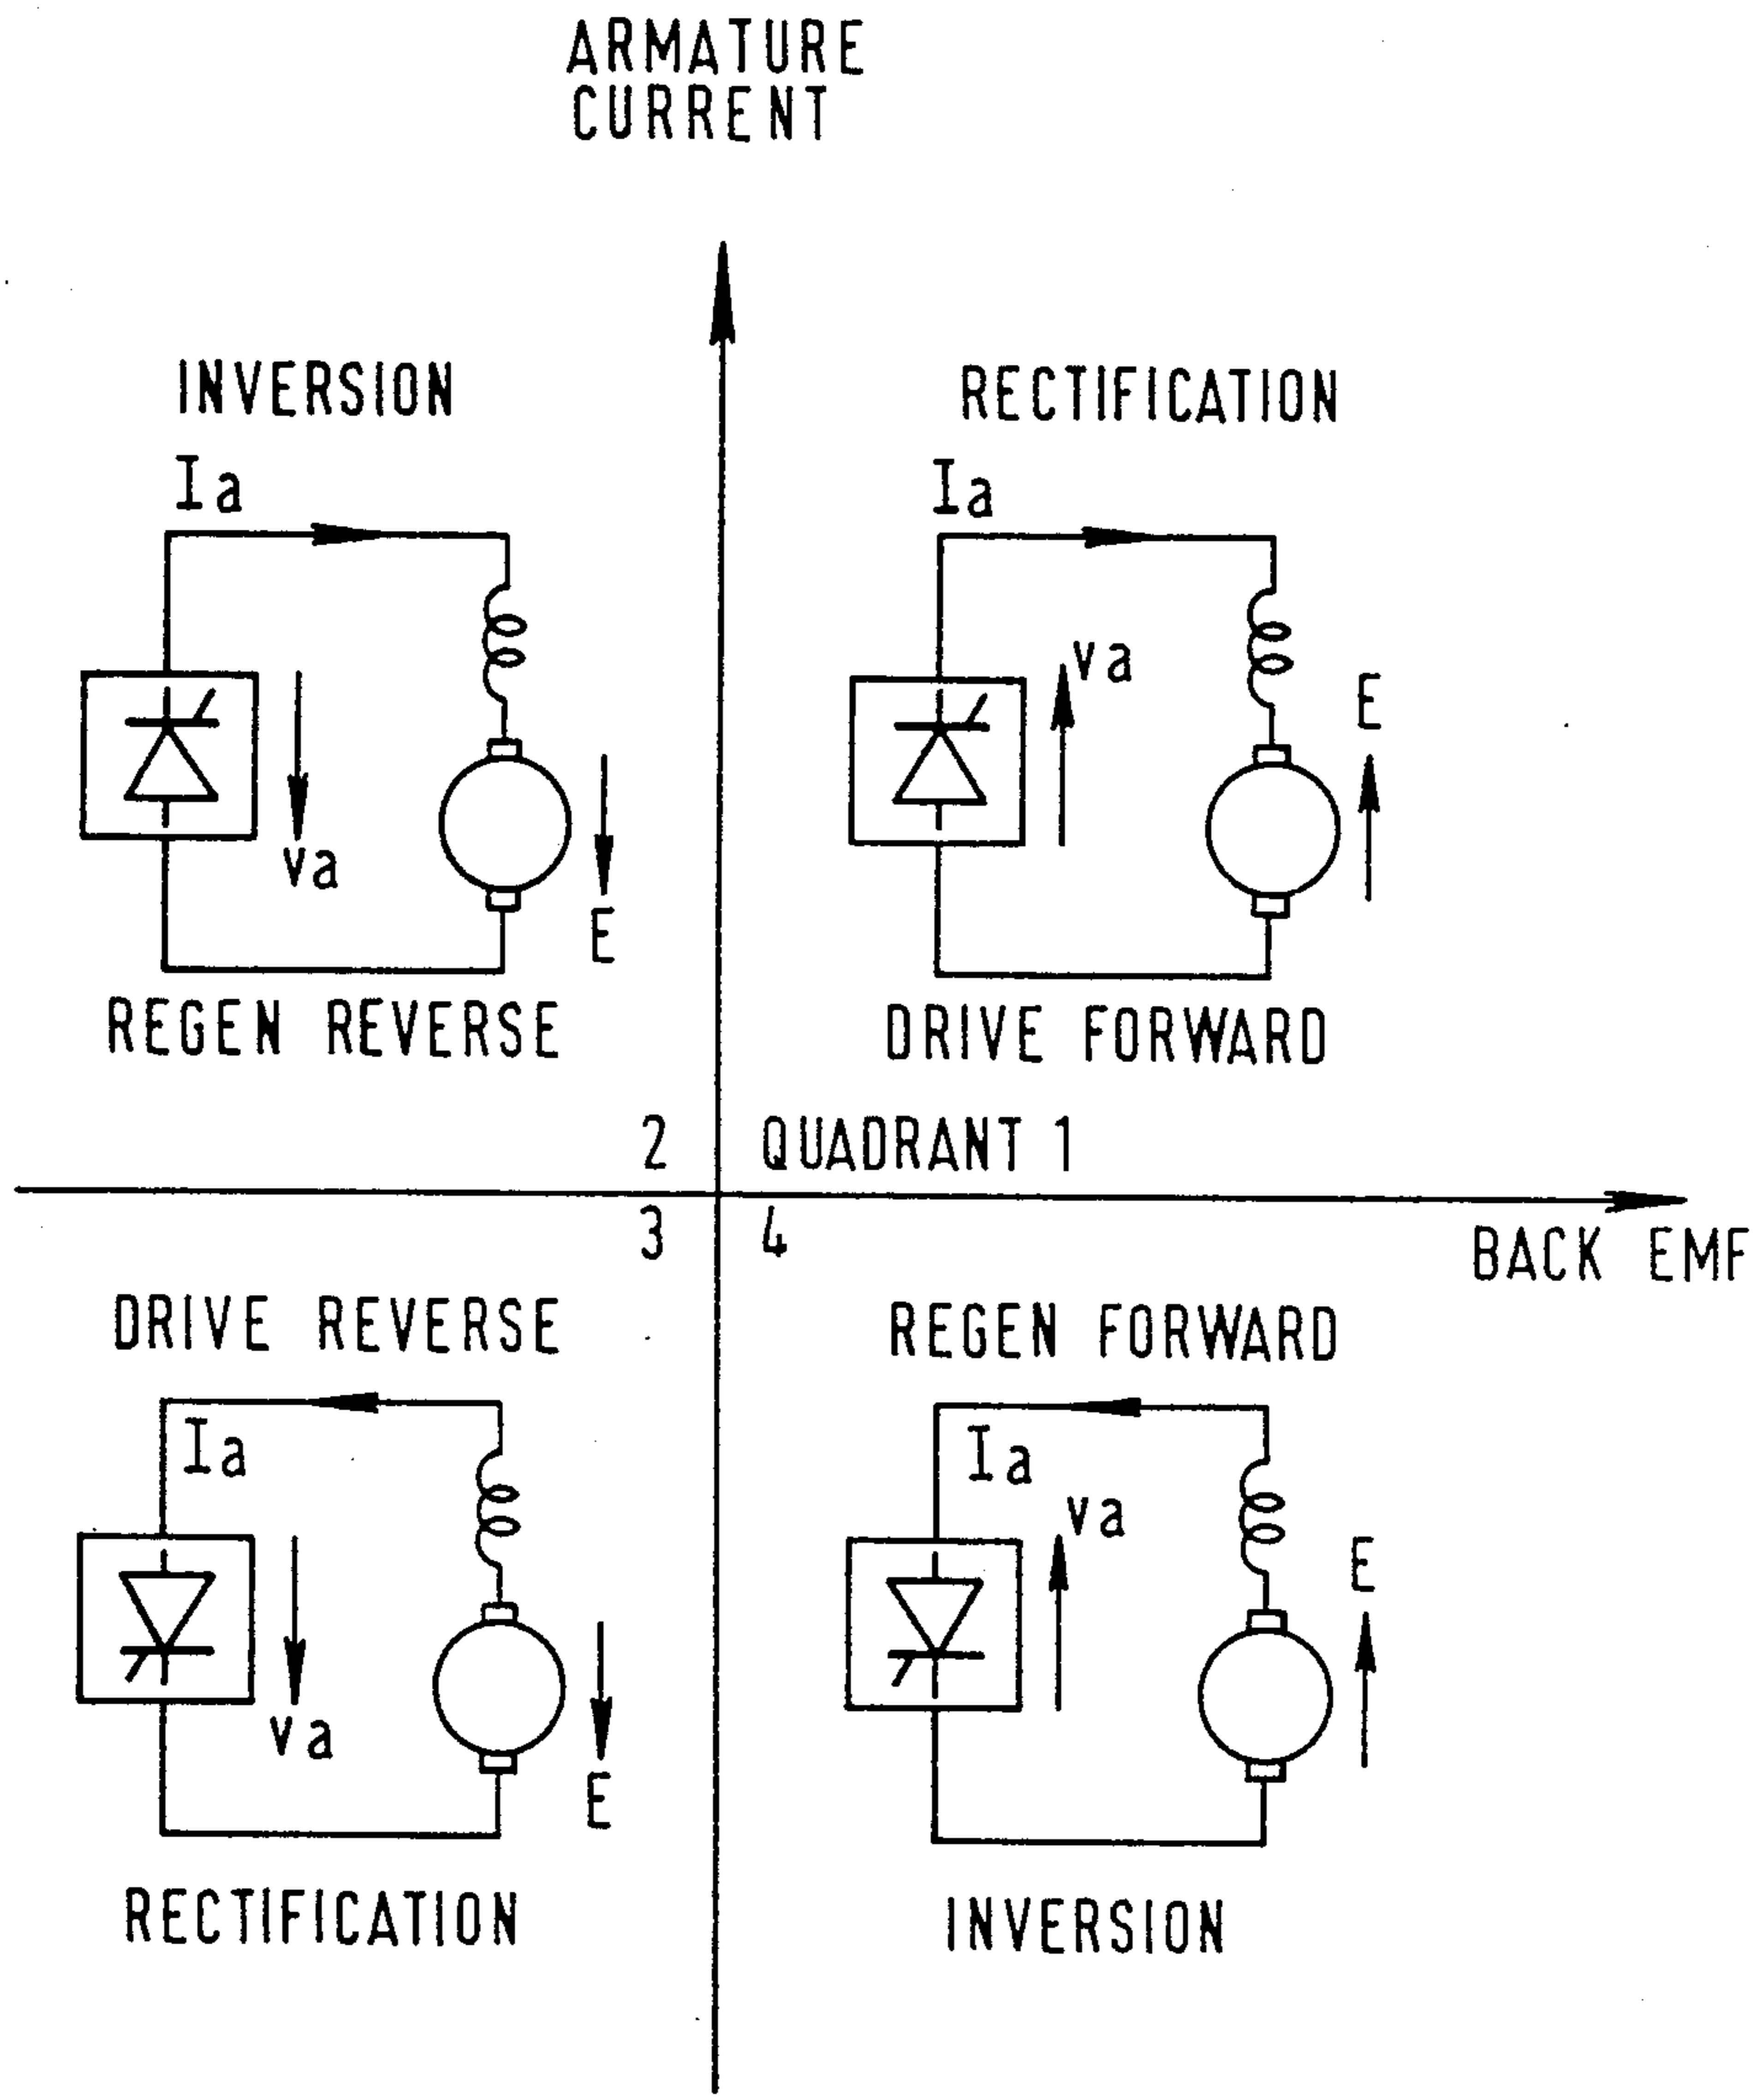 ARMATURE
CURRENT
INVERSION
Ia
va
E
REGEN REVERSE
RECTIFICATION
Ia
va
E
DRIVE FORWARD
2
QUADRANT 1
3
4
BACK EMF
DRIVE REVERSE
Ia
va
E
RECTIFICATION
REGEN FORWARD
Ia
va
E
INVERSION